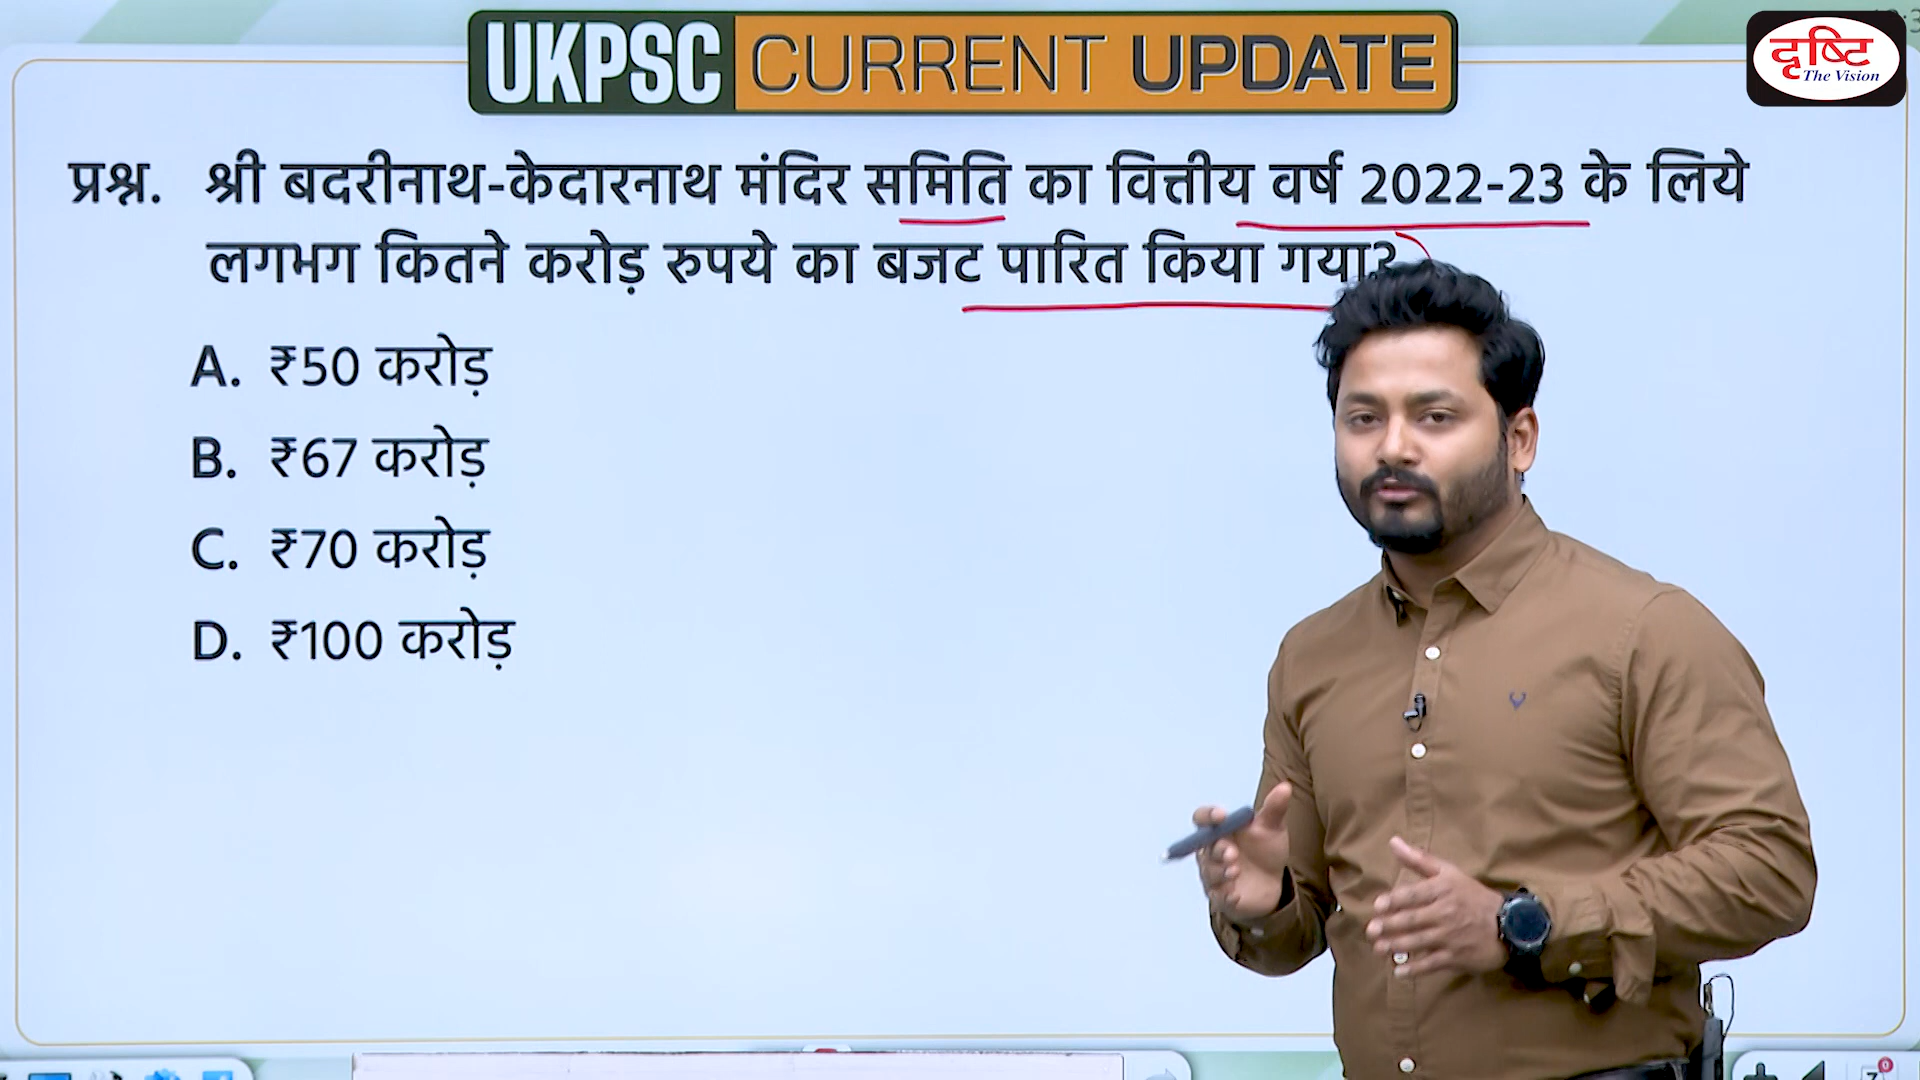 UKPSC CURRENT UPDATE
दृष्टि
The Vision
प्रश्न. श्री बदरीनाथ-केदारनाथ मंदिर समिति का वित्तीय वर्ष 2022-23 के लिये
लगभग कितने करोड़ रुपये का बजट पारित किया गया?
A. ₹50 करोड़
B. ₹67 करोड़
C. ₹70 करोड़
D. ₹100 करोड़